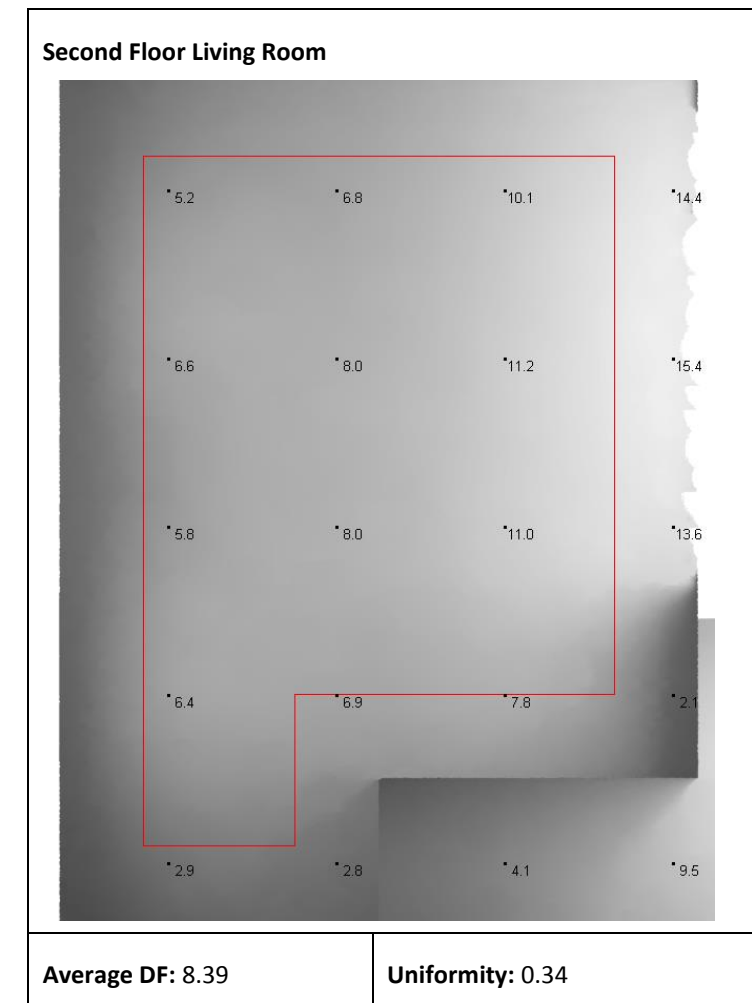 Second Floor Living Room
5.2 6.8 10.1 14.4
6.6 8.0 11.2 15.4
5.8 8.0 11.0 13.6
6.4 6.9 7.8 2.1
2.9 2.8 4.1 9.5
Average DF: 8.39 Uniformity: 0.34